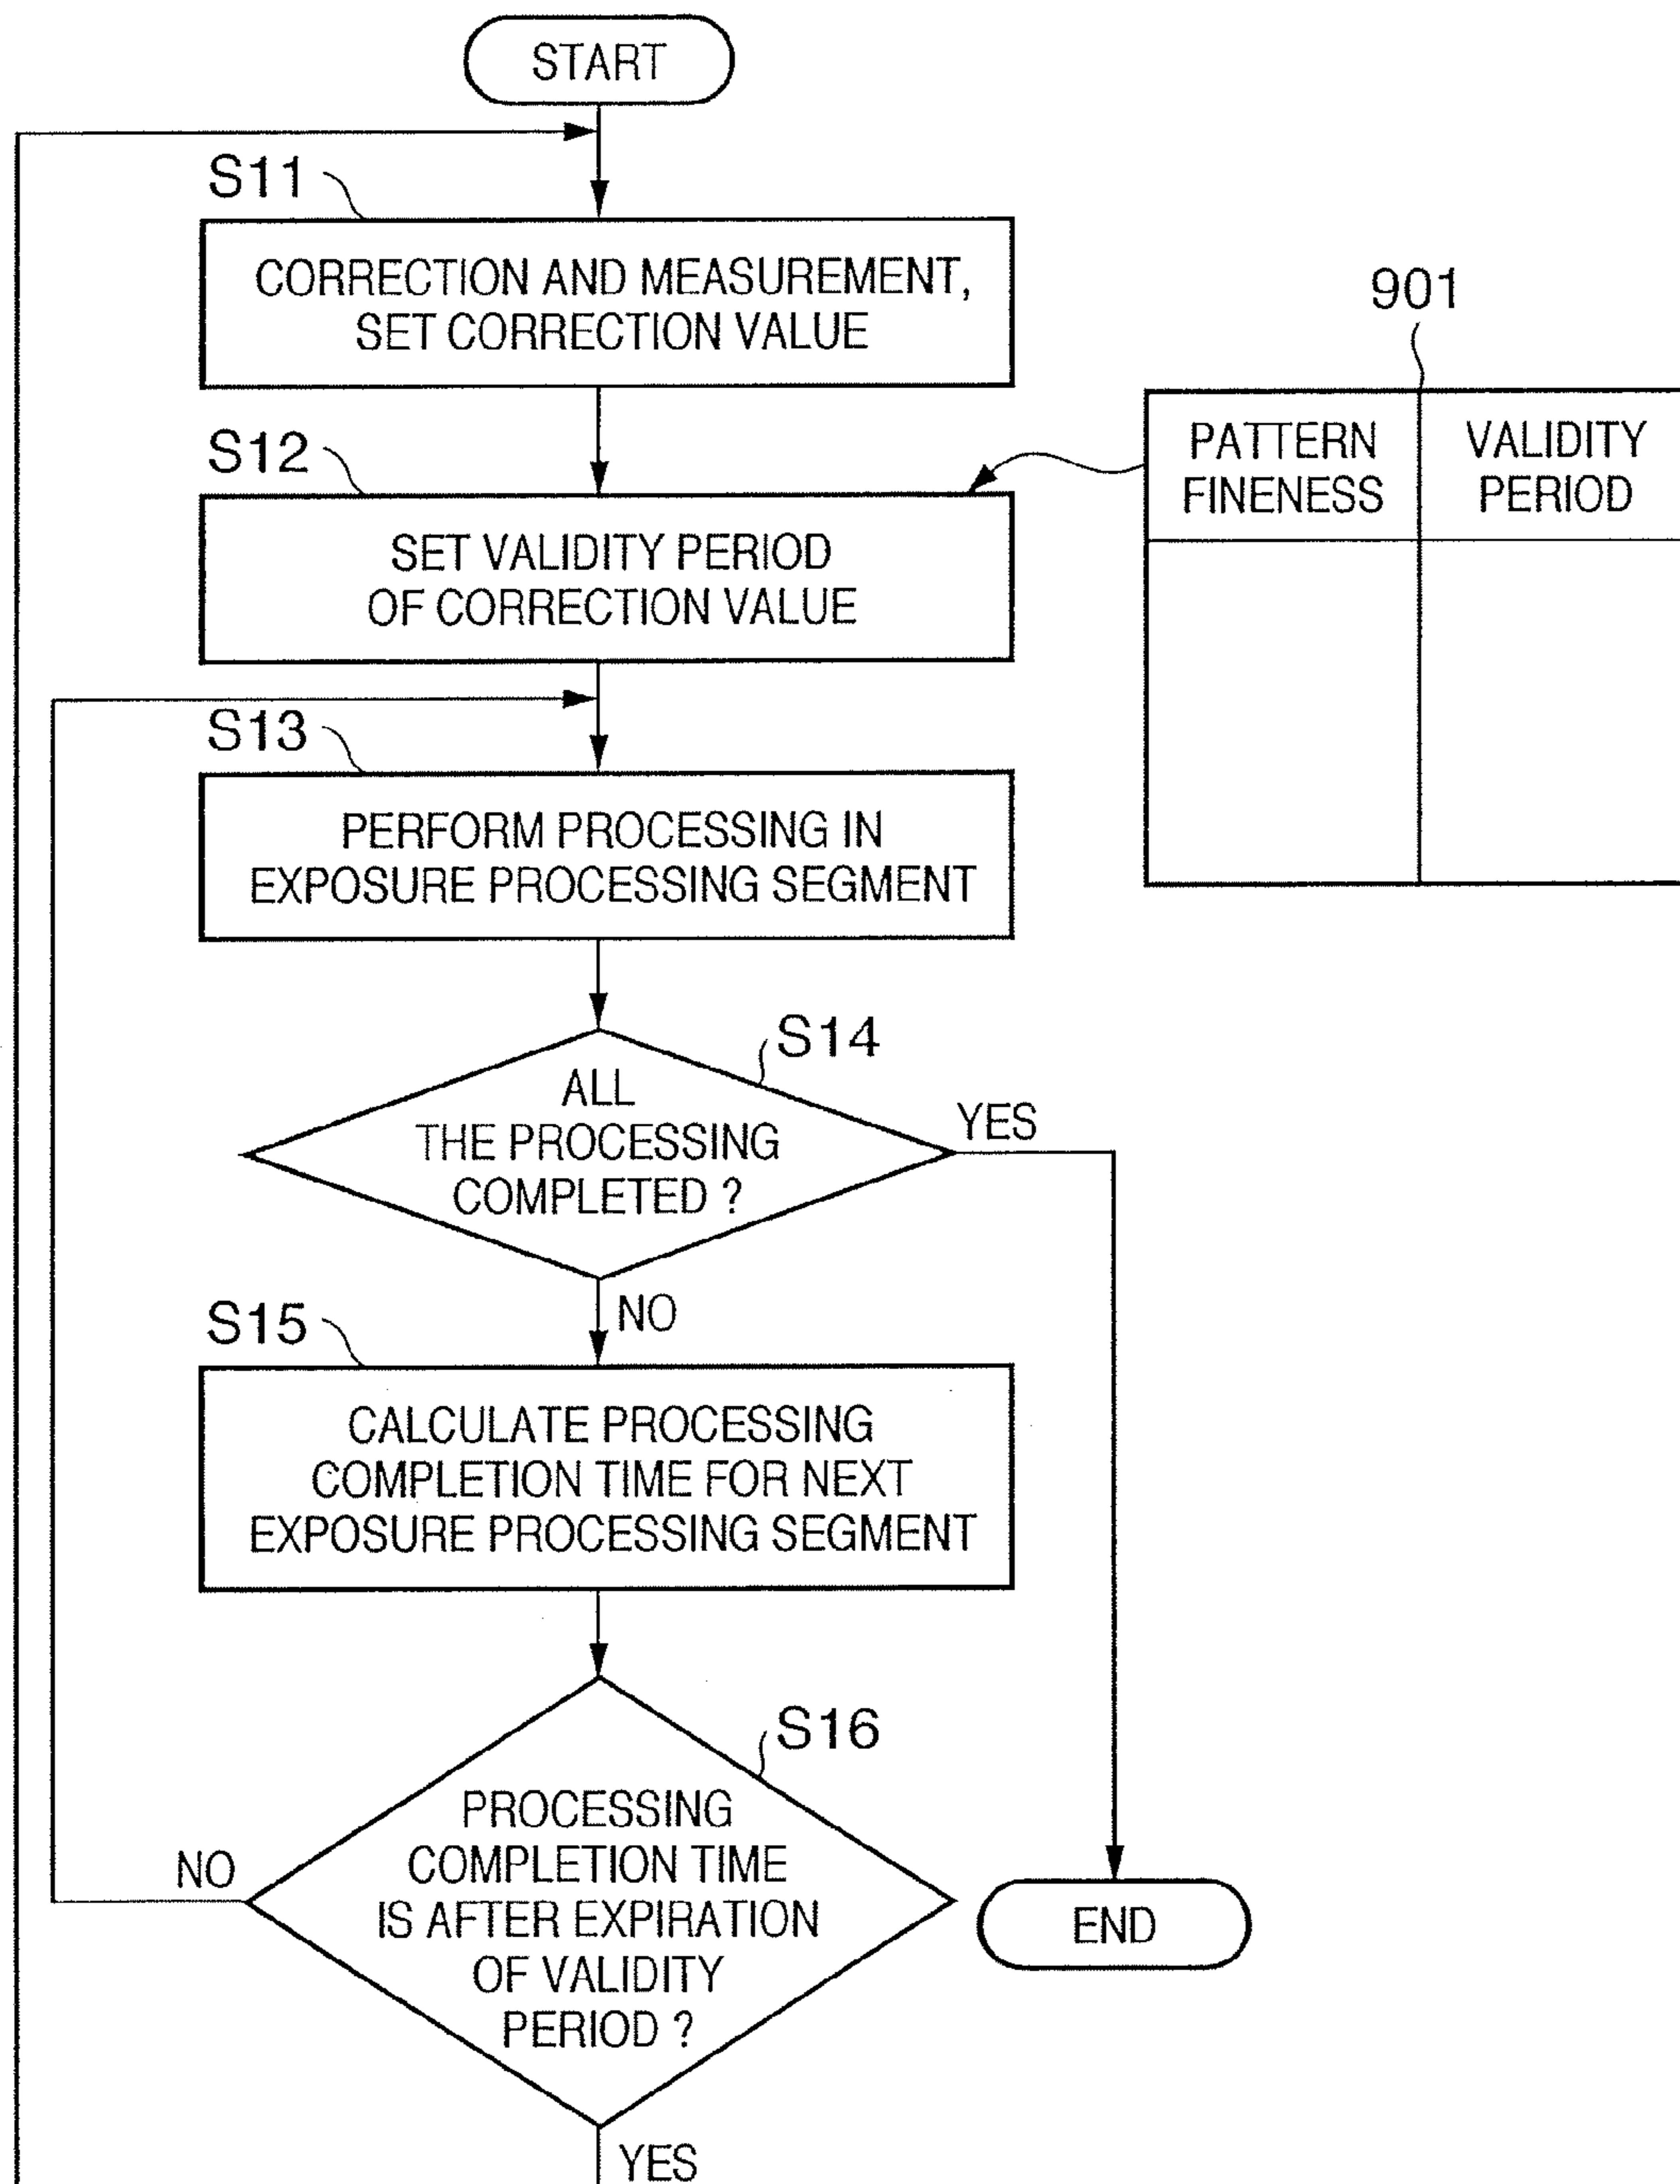 START
S11
CORRECTION AND MEASUREMENT,
SET CORRECTION VALUE
901
PATTERN
FINENESS
VALIDITY
PERIOD
S12
SET VALIDITY PERIOD
OF CORRECTION VALUE
S13
PERFORM PROCESSING IN
EXPOSURE PROCESSING SEGMENT
S14
ALL
THE PROCESSING
COMPLETED ?
YES
NO
S15
CALCULATE PROCESSING
COMPLETION TIME FOR NEXT
EXPOSURE PROCESSING SEGMENT
S16
PROCESSING
COMPLETION TIME
IS AFTER EXPIRATION
OF VALIDITY
PERIOD ?
NO
END
YES